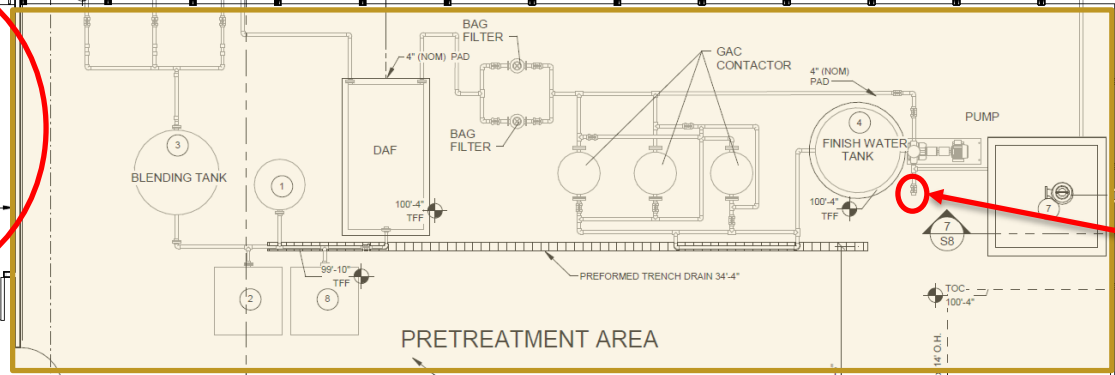 BAG
FILTER
4" (NOM) PAD
GAC
CONTACTOR
4" (NOM)
PAD
PUMP
3
BLENDING TANK
1
DAF
BAG
FILTER
4
FINISH WATER
TANK
100'-4"
TFF
100'-4"
TFF
7
7
S8
99'-10"
TFF
PREFORMED TRENCH DRAIN 34'-4"
2
8
TOC
100'-4"
PRETREATMENT AREA
14' O.H.